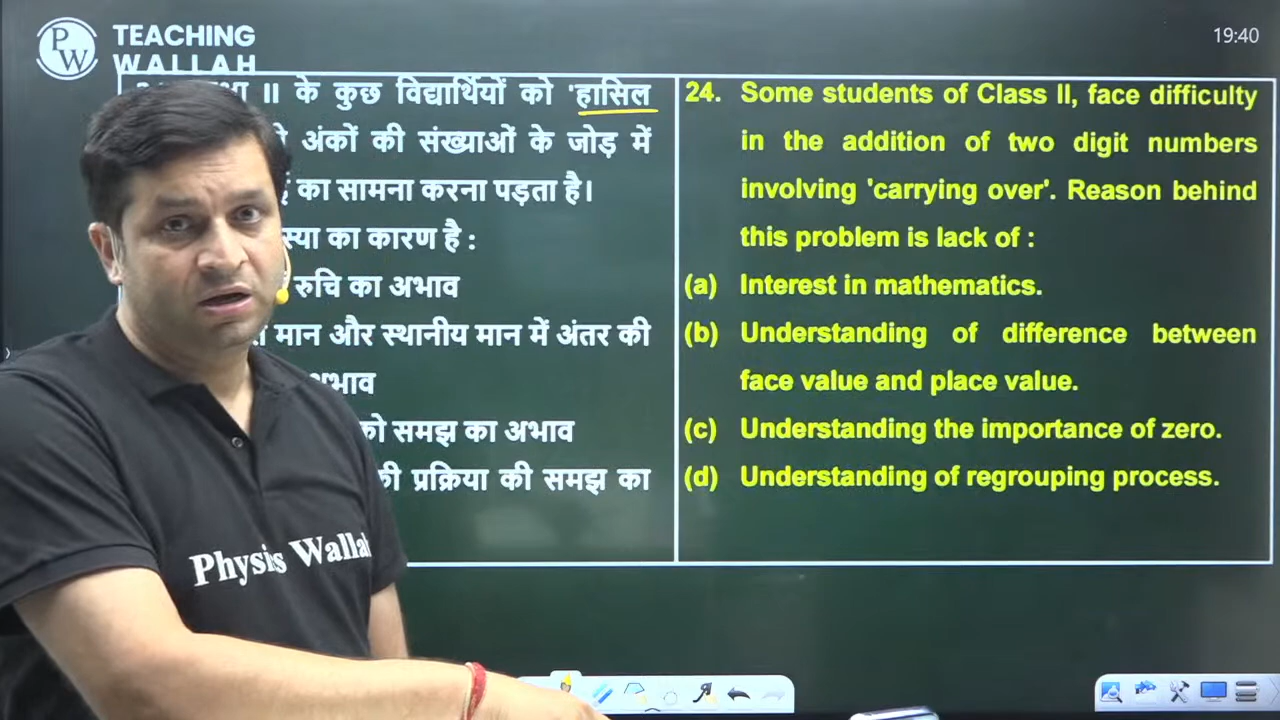 TEACHING
WALLAH
19:40
II के कुछ विद्यार्थियों को 'हासिल
अंकों की संख्याओं के जोड़ में
का सामना करना पड़ता है।
का कारण है :
रुचि का अभाव
मान और स्थानीय मान में अंतर की
को समझ का अभाव
की प्रक्रिया की समझ का
24. Some students of Class II, face difficulty
in the addition of two digit numbers
involving 'carrying over'. Reason behind
this problem is lack of :
(a) Interest in mathematics.
(b) Understanding of difference between
face value and place value.
(c) Understanding the importance of zero.
(d) Understanding of regrouping process.
PW
Physics Wallah